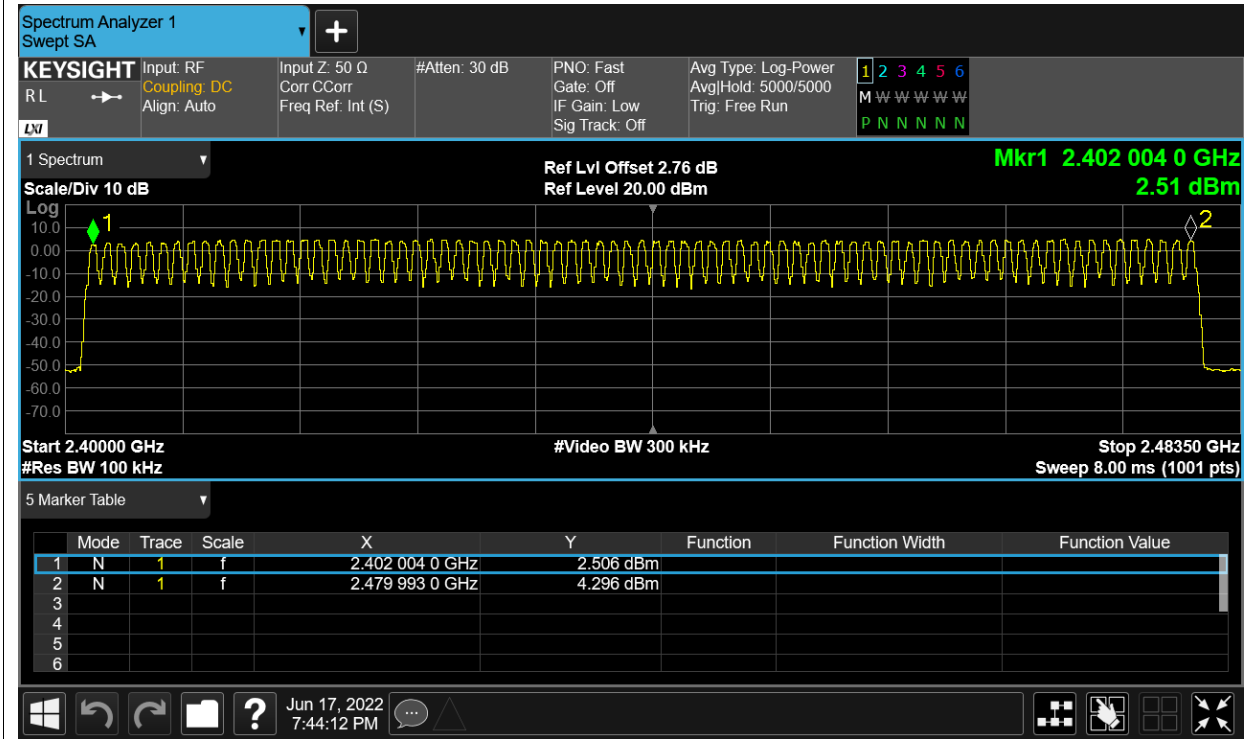 Spectrum Analyzer 1
Swept SA
+
KEYSIGHT
R L
LXI
Input: RF
Coupling: DC
Align: Auto
Input Z: 50 Ω
Corr CCorr
Freq Ref: Int (S)
#Atten: 30 dB
PNO: Fast
Gate: Off
IF Gain: Low
Sig Track: Off
Avg Type: Log-Power
Avg|Hold: 5000/5000
Trig: Free Run
1 2 3 4 5 6
M W W W W W
P N N N N N
1 Spectrum
Scale/Div 10 dB
Ref Lvl Offset 2.76 dB
Ref Level 20.00 dBm
Mkr1 2.402 004 0 GHz
2.51 dBm
Log
10.0
0.00
-10.0
-20.0
-30.0
-40.0
-50.0
-60.0
-70.0
1
2
Start 2.40000 GHz
#Res BW 100 kHz
#Video BW 300 kHz
Stop 2.48350 GHz
Sweep 8.00 ms (1001 pts)
5 Marker Table
Mode Trace Scale X Y Function Function Width Function Value
1 N 1 f 2.402 004 0 GHz 2.506 dBm
2 N 1 f 2.479 993 0 GHz 4.296 dBm
3
4
5
6
?
Jun 17, 2022
7:44:12 PM